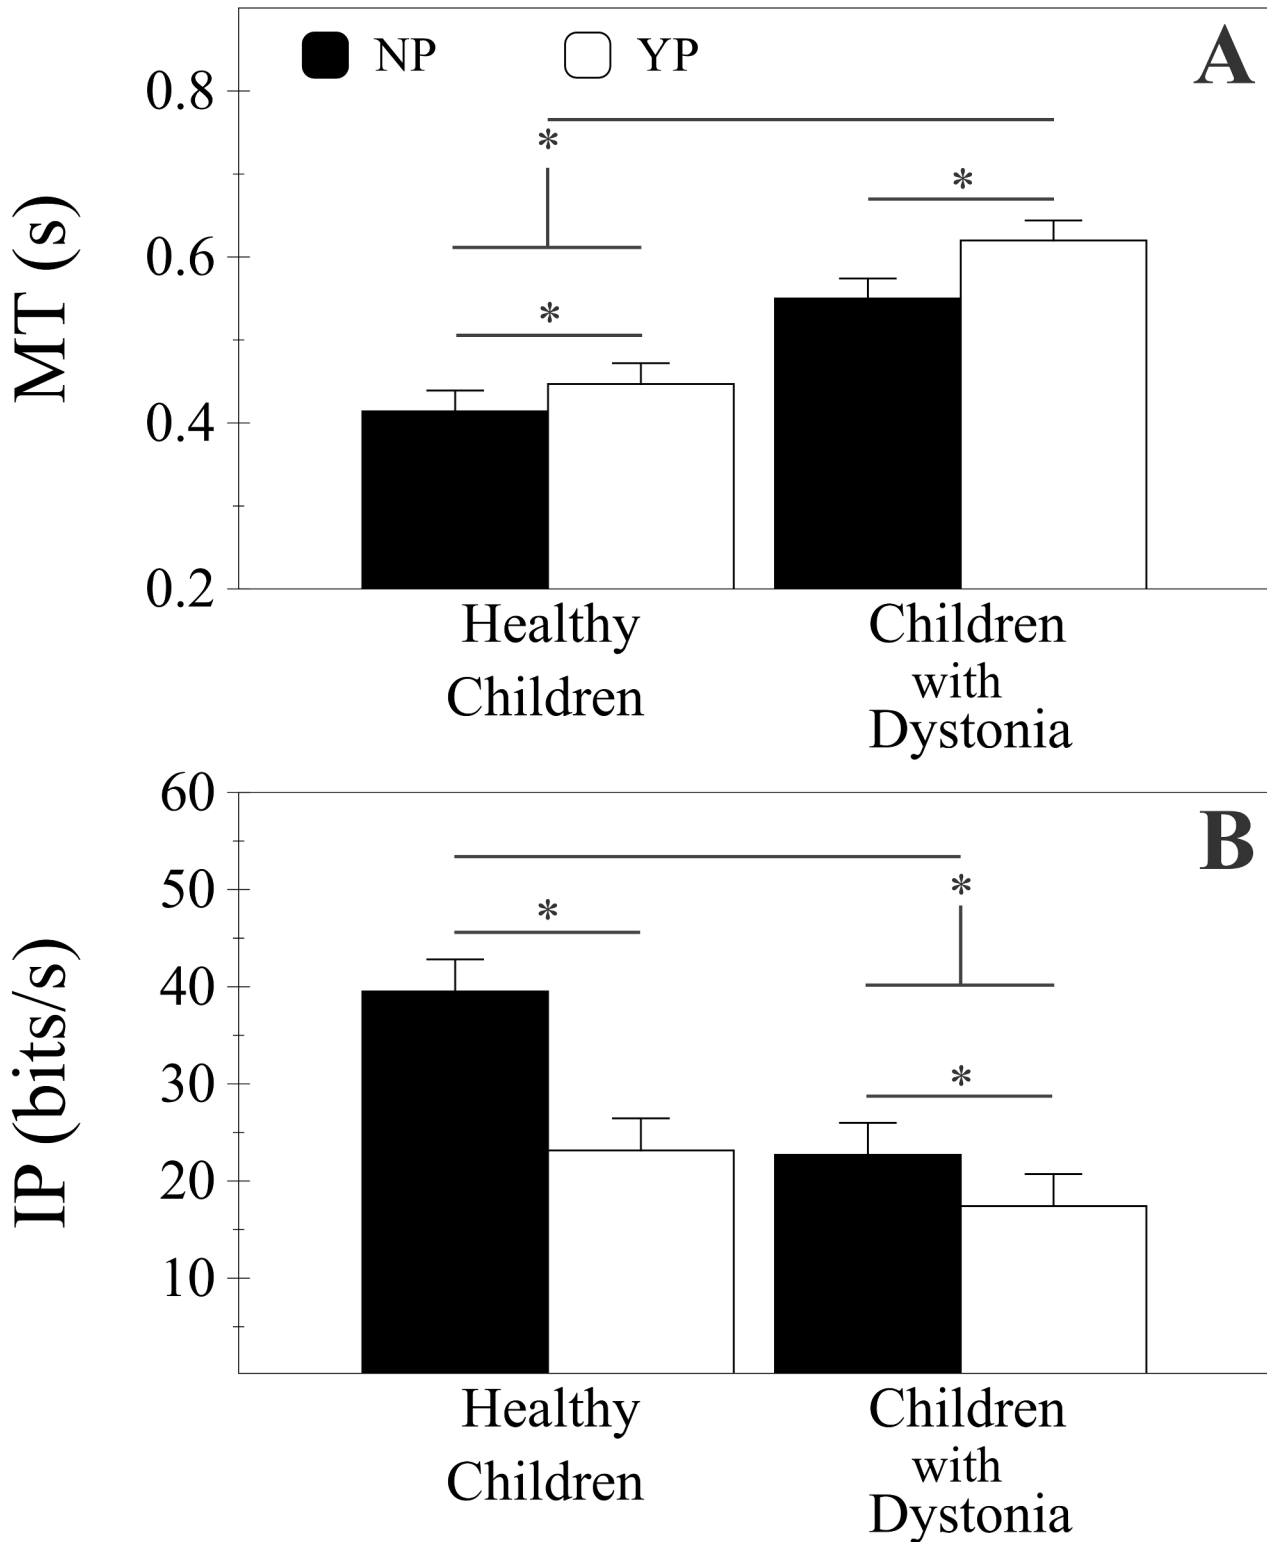 NP YP A
0.8
*
*
0.6
*
0.4
0.2
MT (s)
Healthy Children
Children with Dystonia
60
B
50
*
*
40
30
*
20
10
IP (bits/s)
Healthy Children
Children with Dystonia